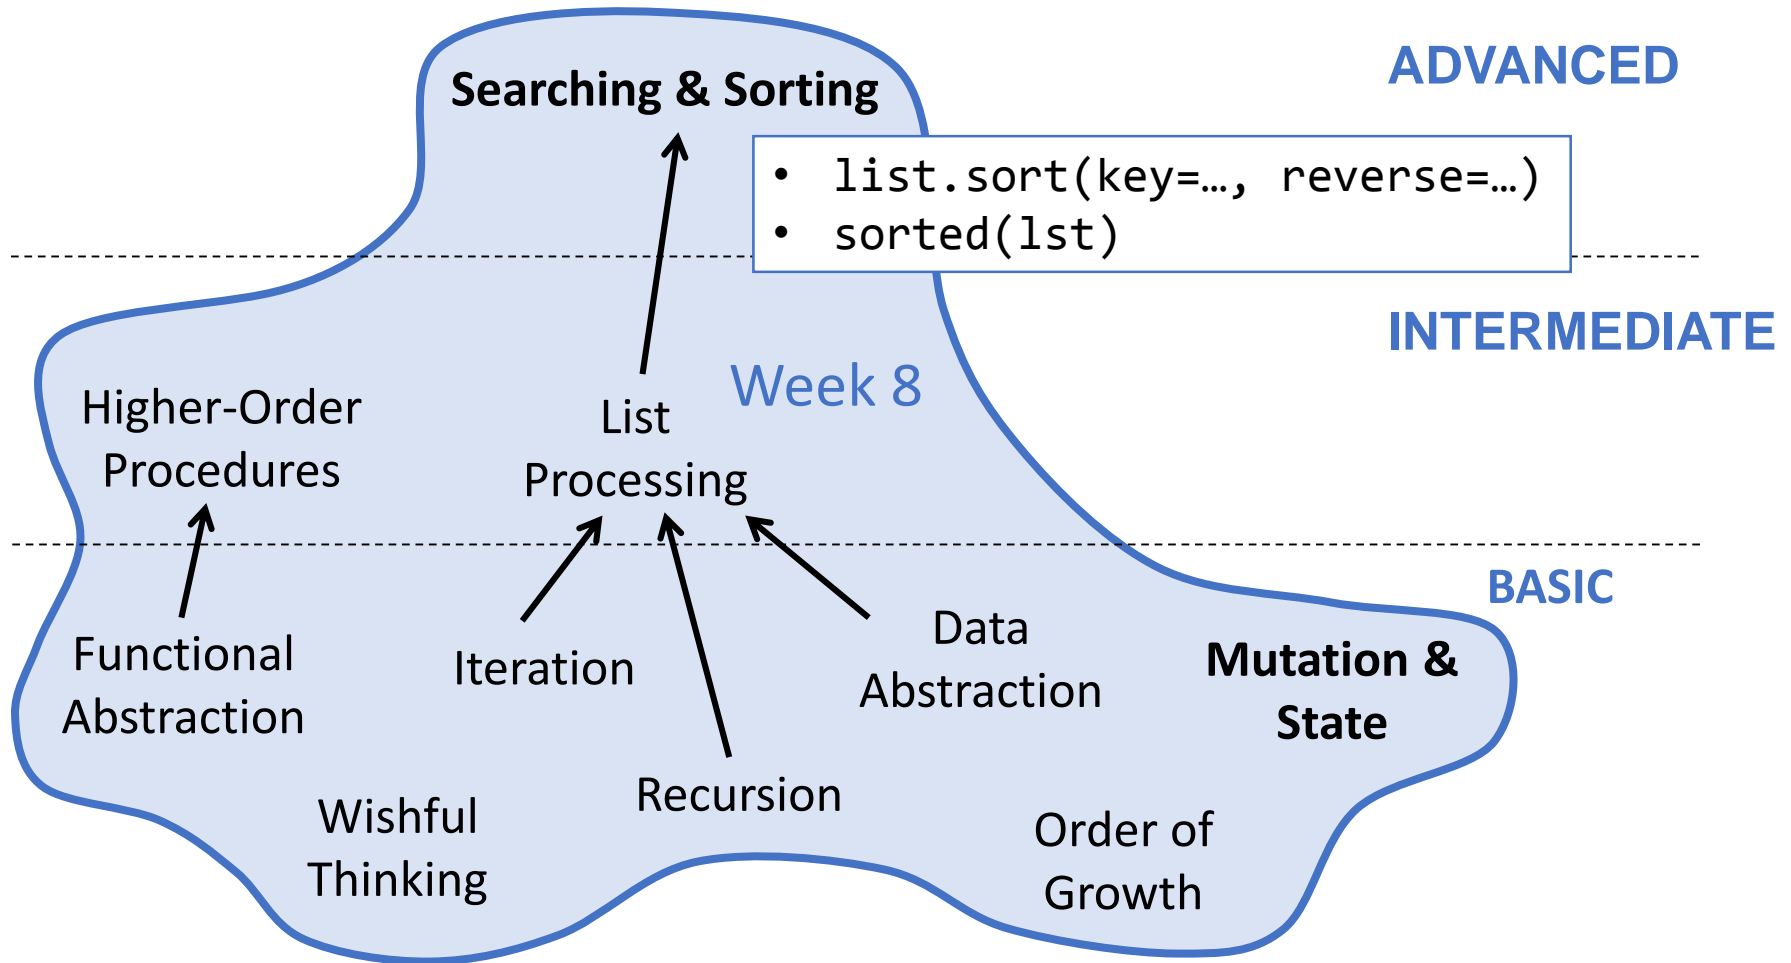 ADVANCED
Searching & Sorting
• list.sort(key=…, reverse=…)
• sorted(lst)
INTERMEDIATE
Week 8
Higher-Order
Procedures
List
Processing
BASIC
Functional
Abstraction
Iteration
Data
Abstraction
Mutation &
State
Wishful
Thinking
Recursion
Order of
Growth